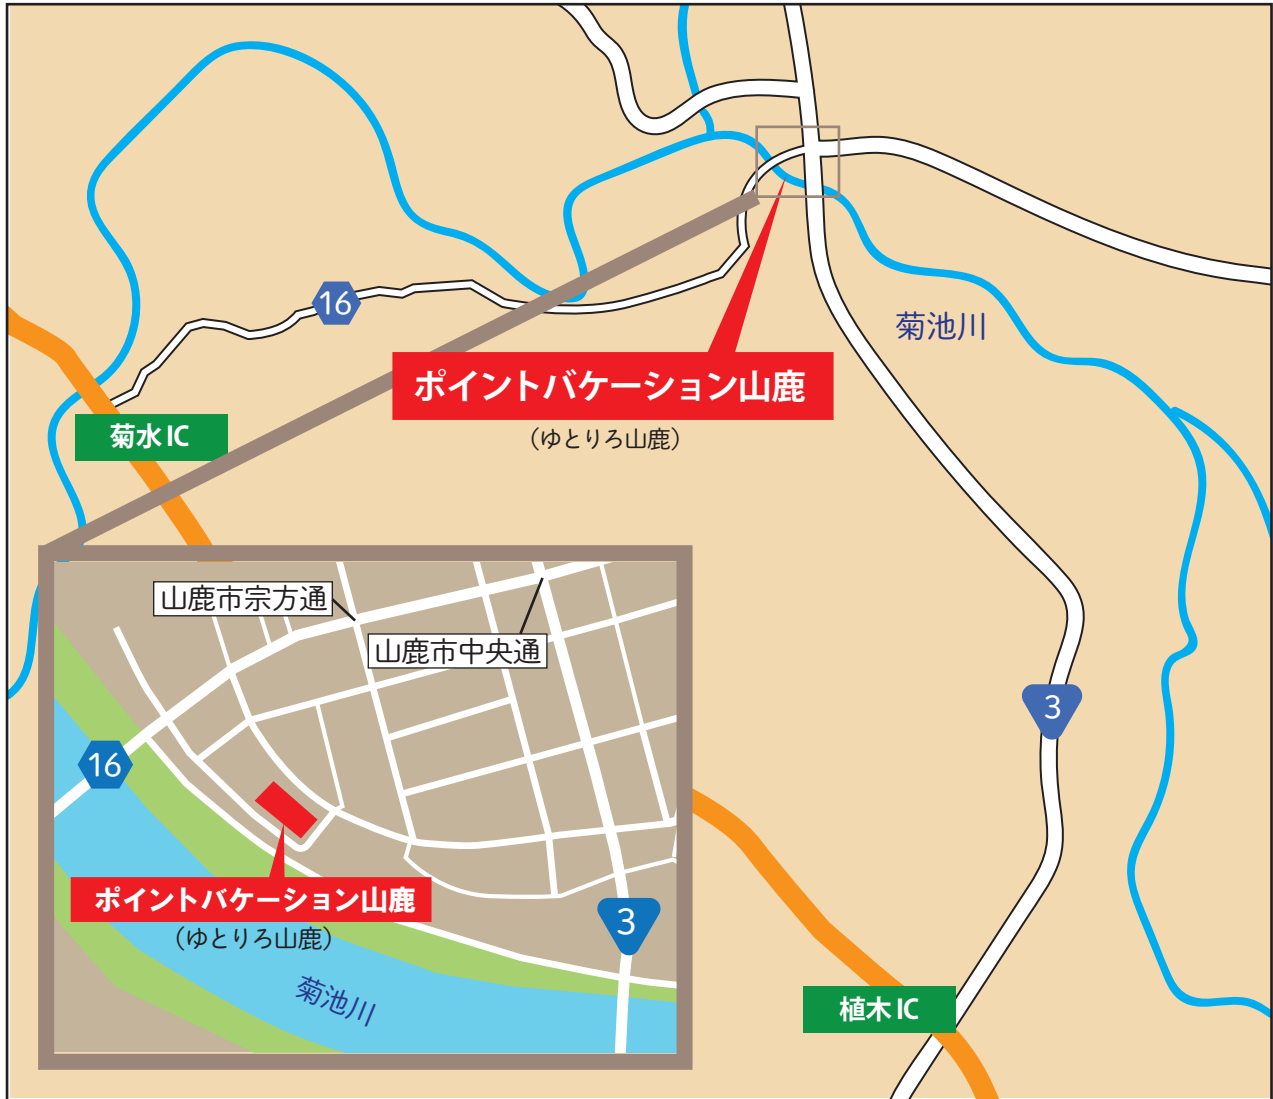 16
菊池川
ポイントバケーション山鹿
（ゆとりろ山鹿）
菊水IC
山鹿市宗方通
山鹿市中央通
3
16
ポイントバケーション山鹿
（ゆとりろ山鹿）
3
菊池川
植木IC